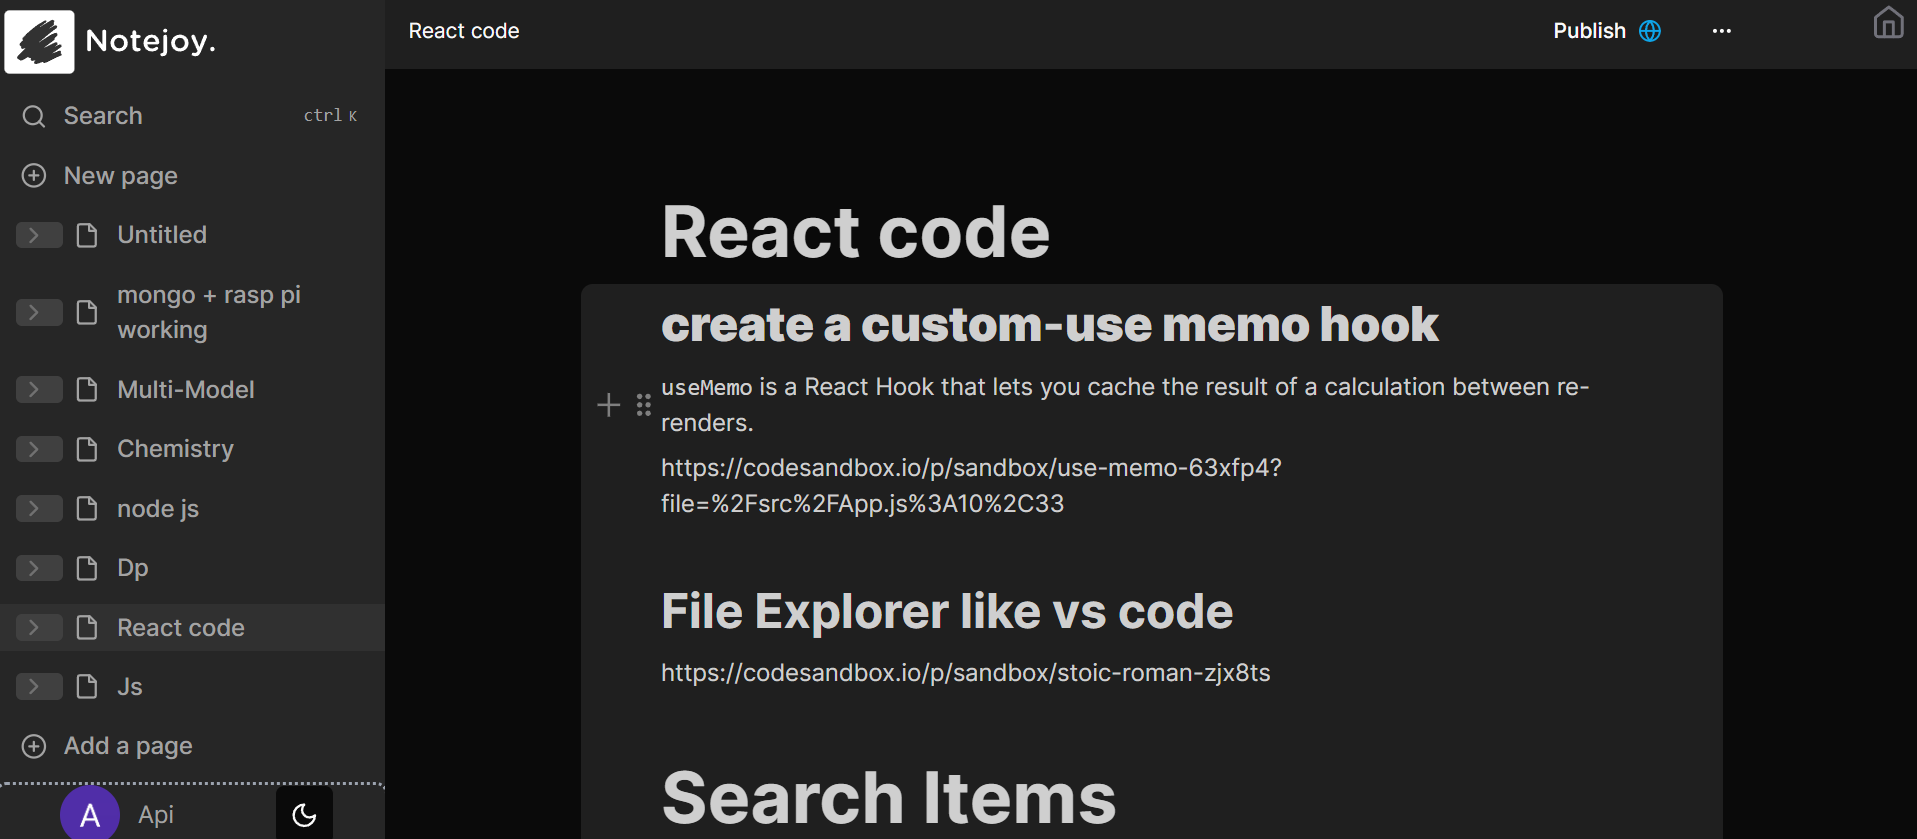 Notejoy.
Search ctrl K
New page
Untitled
mongo + rasp pi
working
Multi-Model
Chemistry
node js
Dp
React code
Js
Add a page
A Api
React code
Publish
React code
create a custom-use memo hook
useMemo is a React Hook that lets you cache the result of a calculation between re-
renders.
https://codesandbox.io/p/sandbox/use-memo-63xfp4?
file=%2Fsrc%2FApp.js%3A10%2C33
File Explorer like vs code
https://codesandbox.io/p/sandbox/stoic-roman-zjx8ts
Search Items